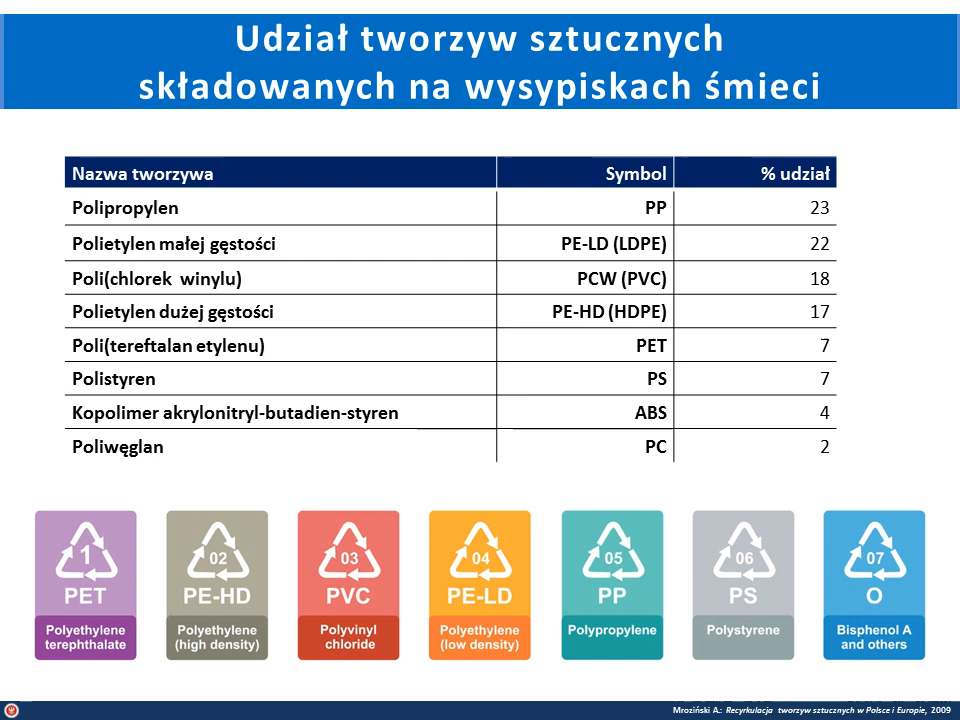 Udział tworzyw sztucznych
składowanych na wysypiskach śmieci
Nazwa tworzywa Symbol % udział
Polipropylen PP 23
Polietylen małej gęstości PE-LD (LDPE) 22
Poli(chlorek winylu) PCW (PVC) 18
Polietylen dużej gęstości PE-HD (HDPE) 17
Poli(tereftalan etylenu) PET 7
Polistyren PS 7
Kopolimer akrylonitryl-butadien-styren ABS 4
Poliwęglan PC 2
1 02 03 04 05 06 07
PET PE-HD PVC PE-LD PP PS O
Polyethylene Polyethylene Polyvinyl Polyethylene Polypropylene Polystyrene Bisphenol A
terephthalate (high density) chloride (low density) and others
Mroziński A.: Recyrkulacja tworzyw sztucznych w Polsce i Europie, 2009